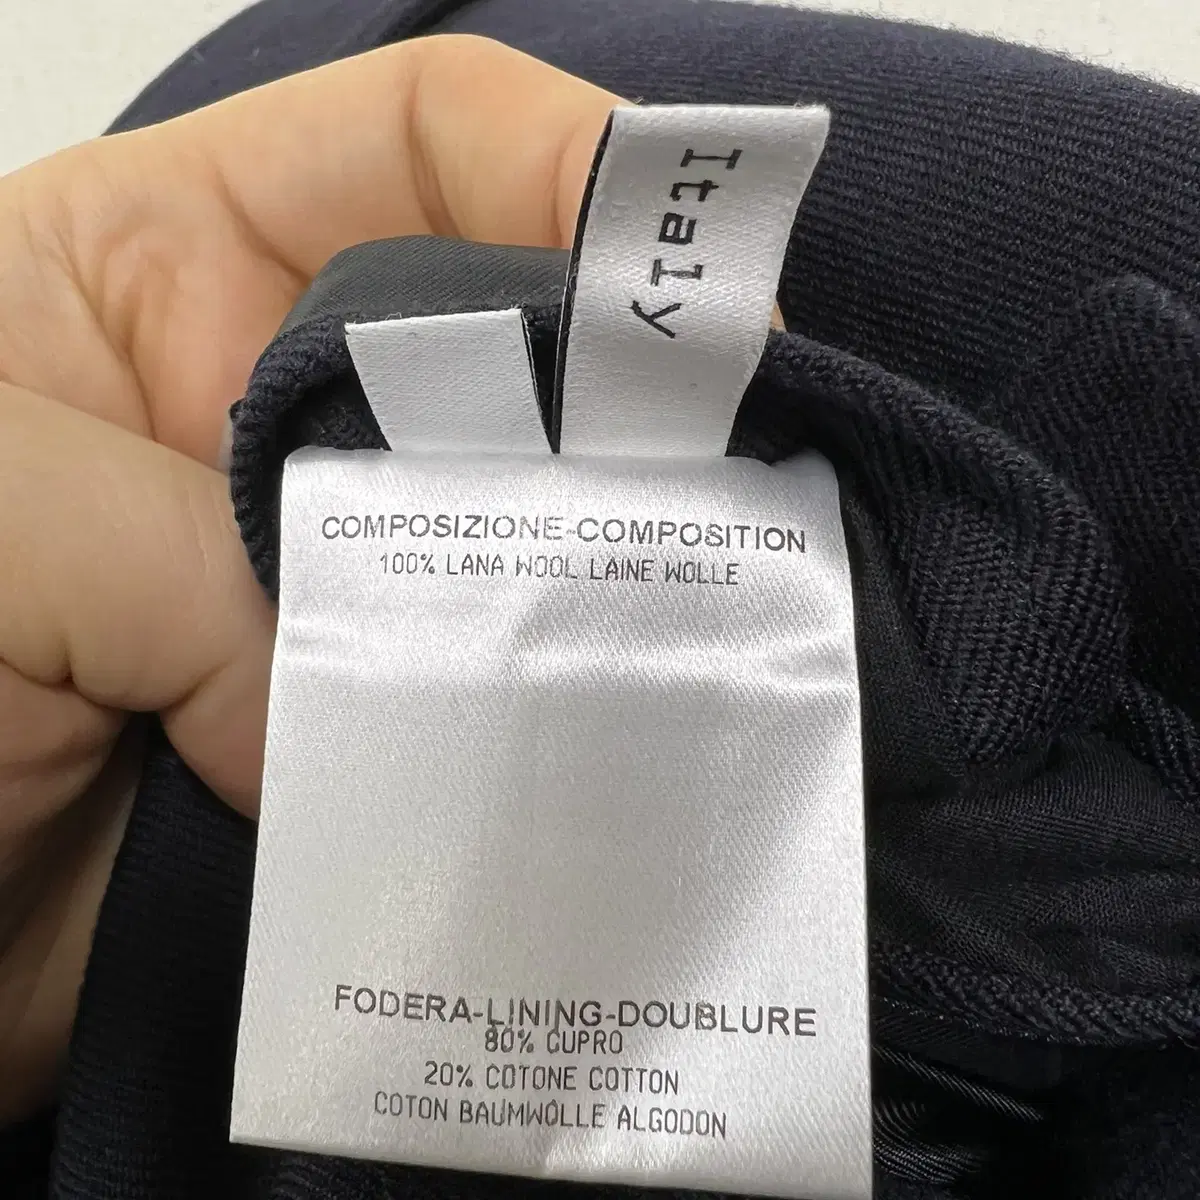 Italy
COMPOSIZIONE-COMPOSITION
100% LANA WOOL LAINE WOLLE
FODERA-LINING-DOUBLURE
80% CUPRO
20% COTONE COTTON
COTON BAUMWOLLE ALGODON